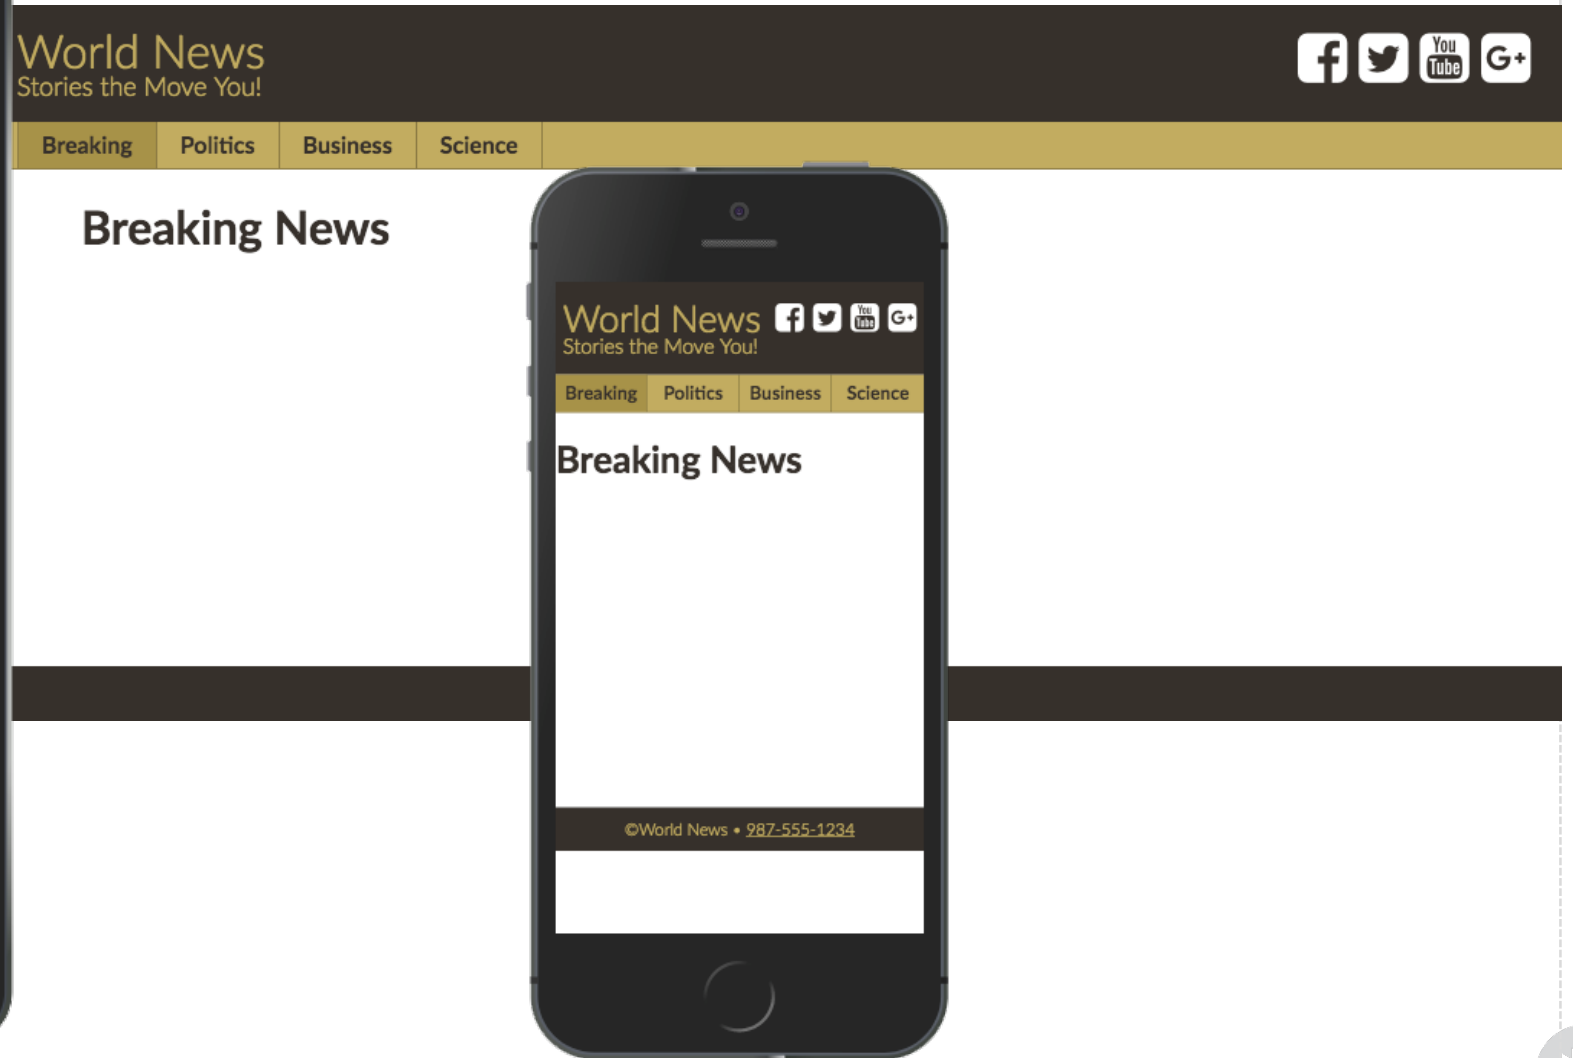 World News
Stories the Move You!
You
Tube
G+
Breaking Politics Business Science
Breaking News
World News
Stories the Move You!
You
Tube
G+
Breaking Politics Business Science
Breaking News
©World News • 987-555-1234